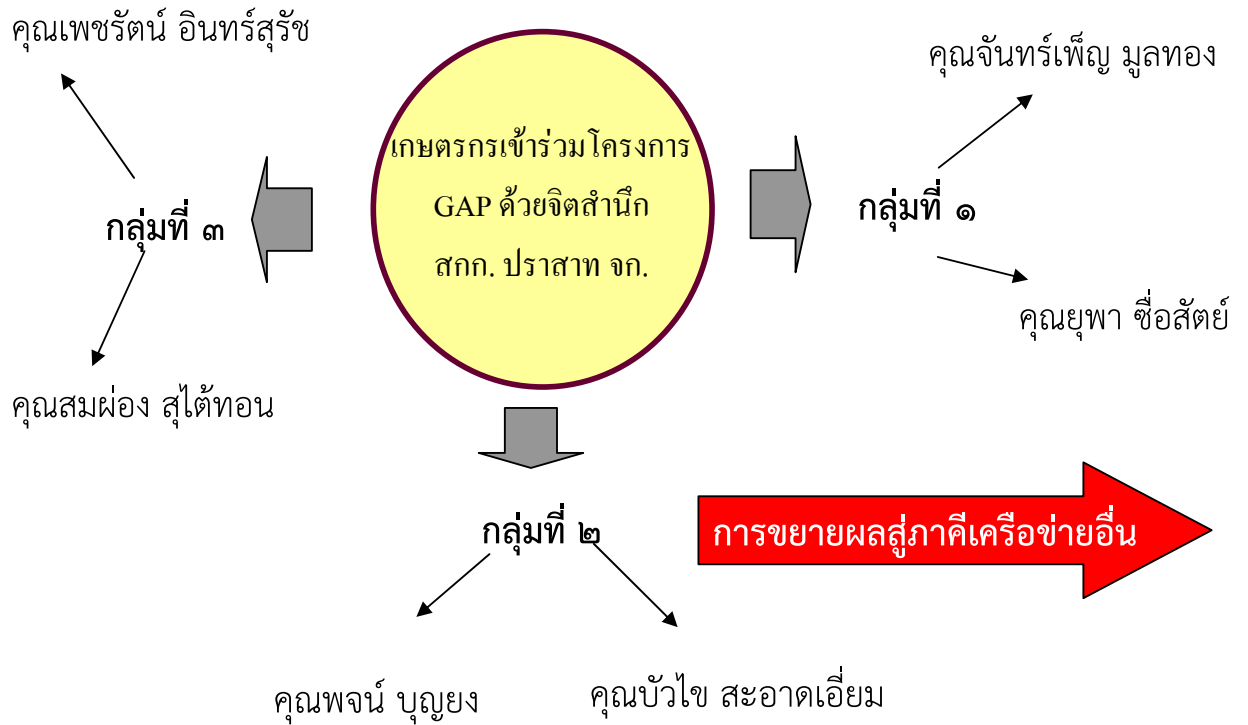 คุณเพชรัตน์ อินทร์สุรัช
คุณจันทร์เพ็ญ มูลทอง
เกษตรกรเข้าร่วมโครงการ
GAP ด้วยจิตสำนึก
สกก. ปราสาท จก.
กลุ่มที่ ๓
กลุ่มที่ ๑
คุณยุพา ซื่อสัตย์
คุณสมผ่อง สุไต้ทอน
กลุ่มที่ ๒
การขยายผลสู่ภาคีเครือข่ายอื่น
คุณพจน์ บุญยง
คุณบัวไข สะอาดเอี่ยม